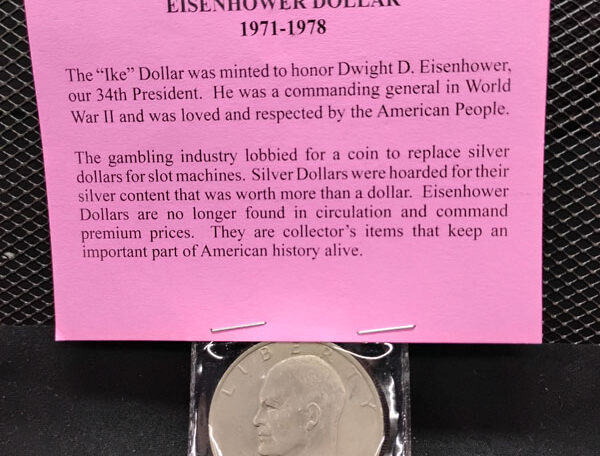 EISENHOWER DOLLAR
1971-1978
The “Ike” Dollar was minted to honor Dwight D. Eisenhower,
our 34th President. He was a commanding general in World
War II and was loved and respected by the American People.
The gambling industry lobbied for a coin to replace silver
dollars for slot machines. Silver Dollars were hoarded for their
silver content that was worth more than a dollar. Eisenhower
Dollars are no longer found in circulation and command
premium prices. They are collector’s items that keep an
important part of American history alive.
LIBERTY